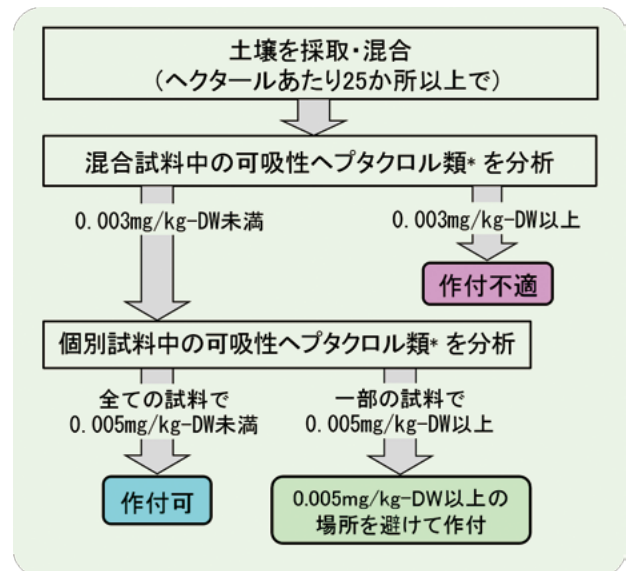 土壌を採取・混合
(ヘクタールあたり25か所以上で)
混合試料中の可吸性ヘプタクロル類* を分析
0.003mg/kg-DW未満
0.003mg/kg-DW以上
作付不適
個別試料中の可吸性ヘプタクロル類* を分析
全ての試料で
0.005mg/kg-DW未満
一部の試料で
0.005mg/kg-DW以上
作付可
0.005mg/kg-DW以上の
場所を避けて作付